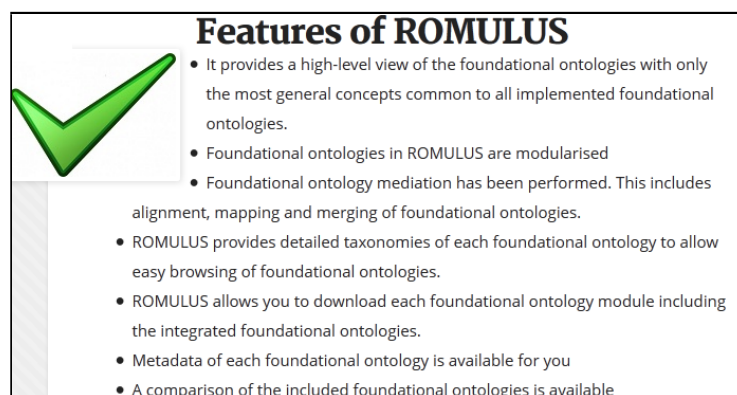 Features of ROMULUS
• It provides a high-level view of the foundational ontologies with only
the most general concepts common to all implemented foundational
ontologies.
• Foundational ontologies in ROMULUS are modularised
• Foundational ontology mediation has been performed. This includes
alignment, mapping and merging of foundational ontologies.
• ROMULUS provides detailed taxonomies of each foundational ontology to allow
easy browsing of foundational ontologies.
• ROMULUS allows you to download each foundational ontology module including
the integrated foundational ontologies.
• Metadata of each foundational ontology is available for you
• A comparison of the included foundational ontologies is available